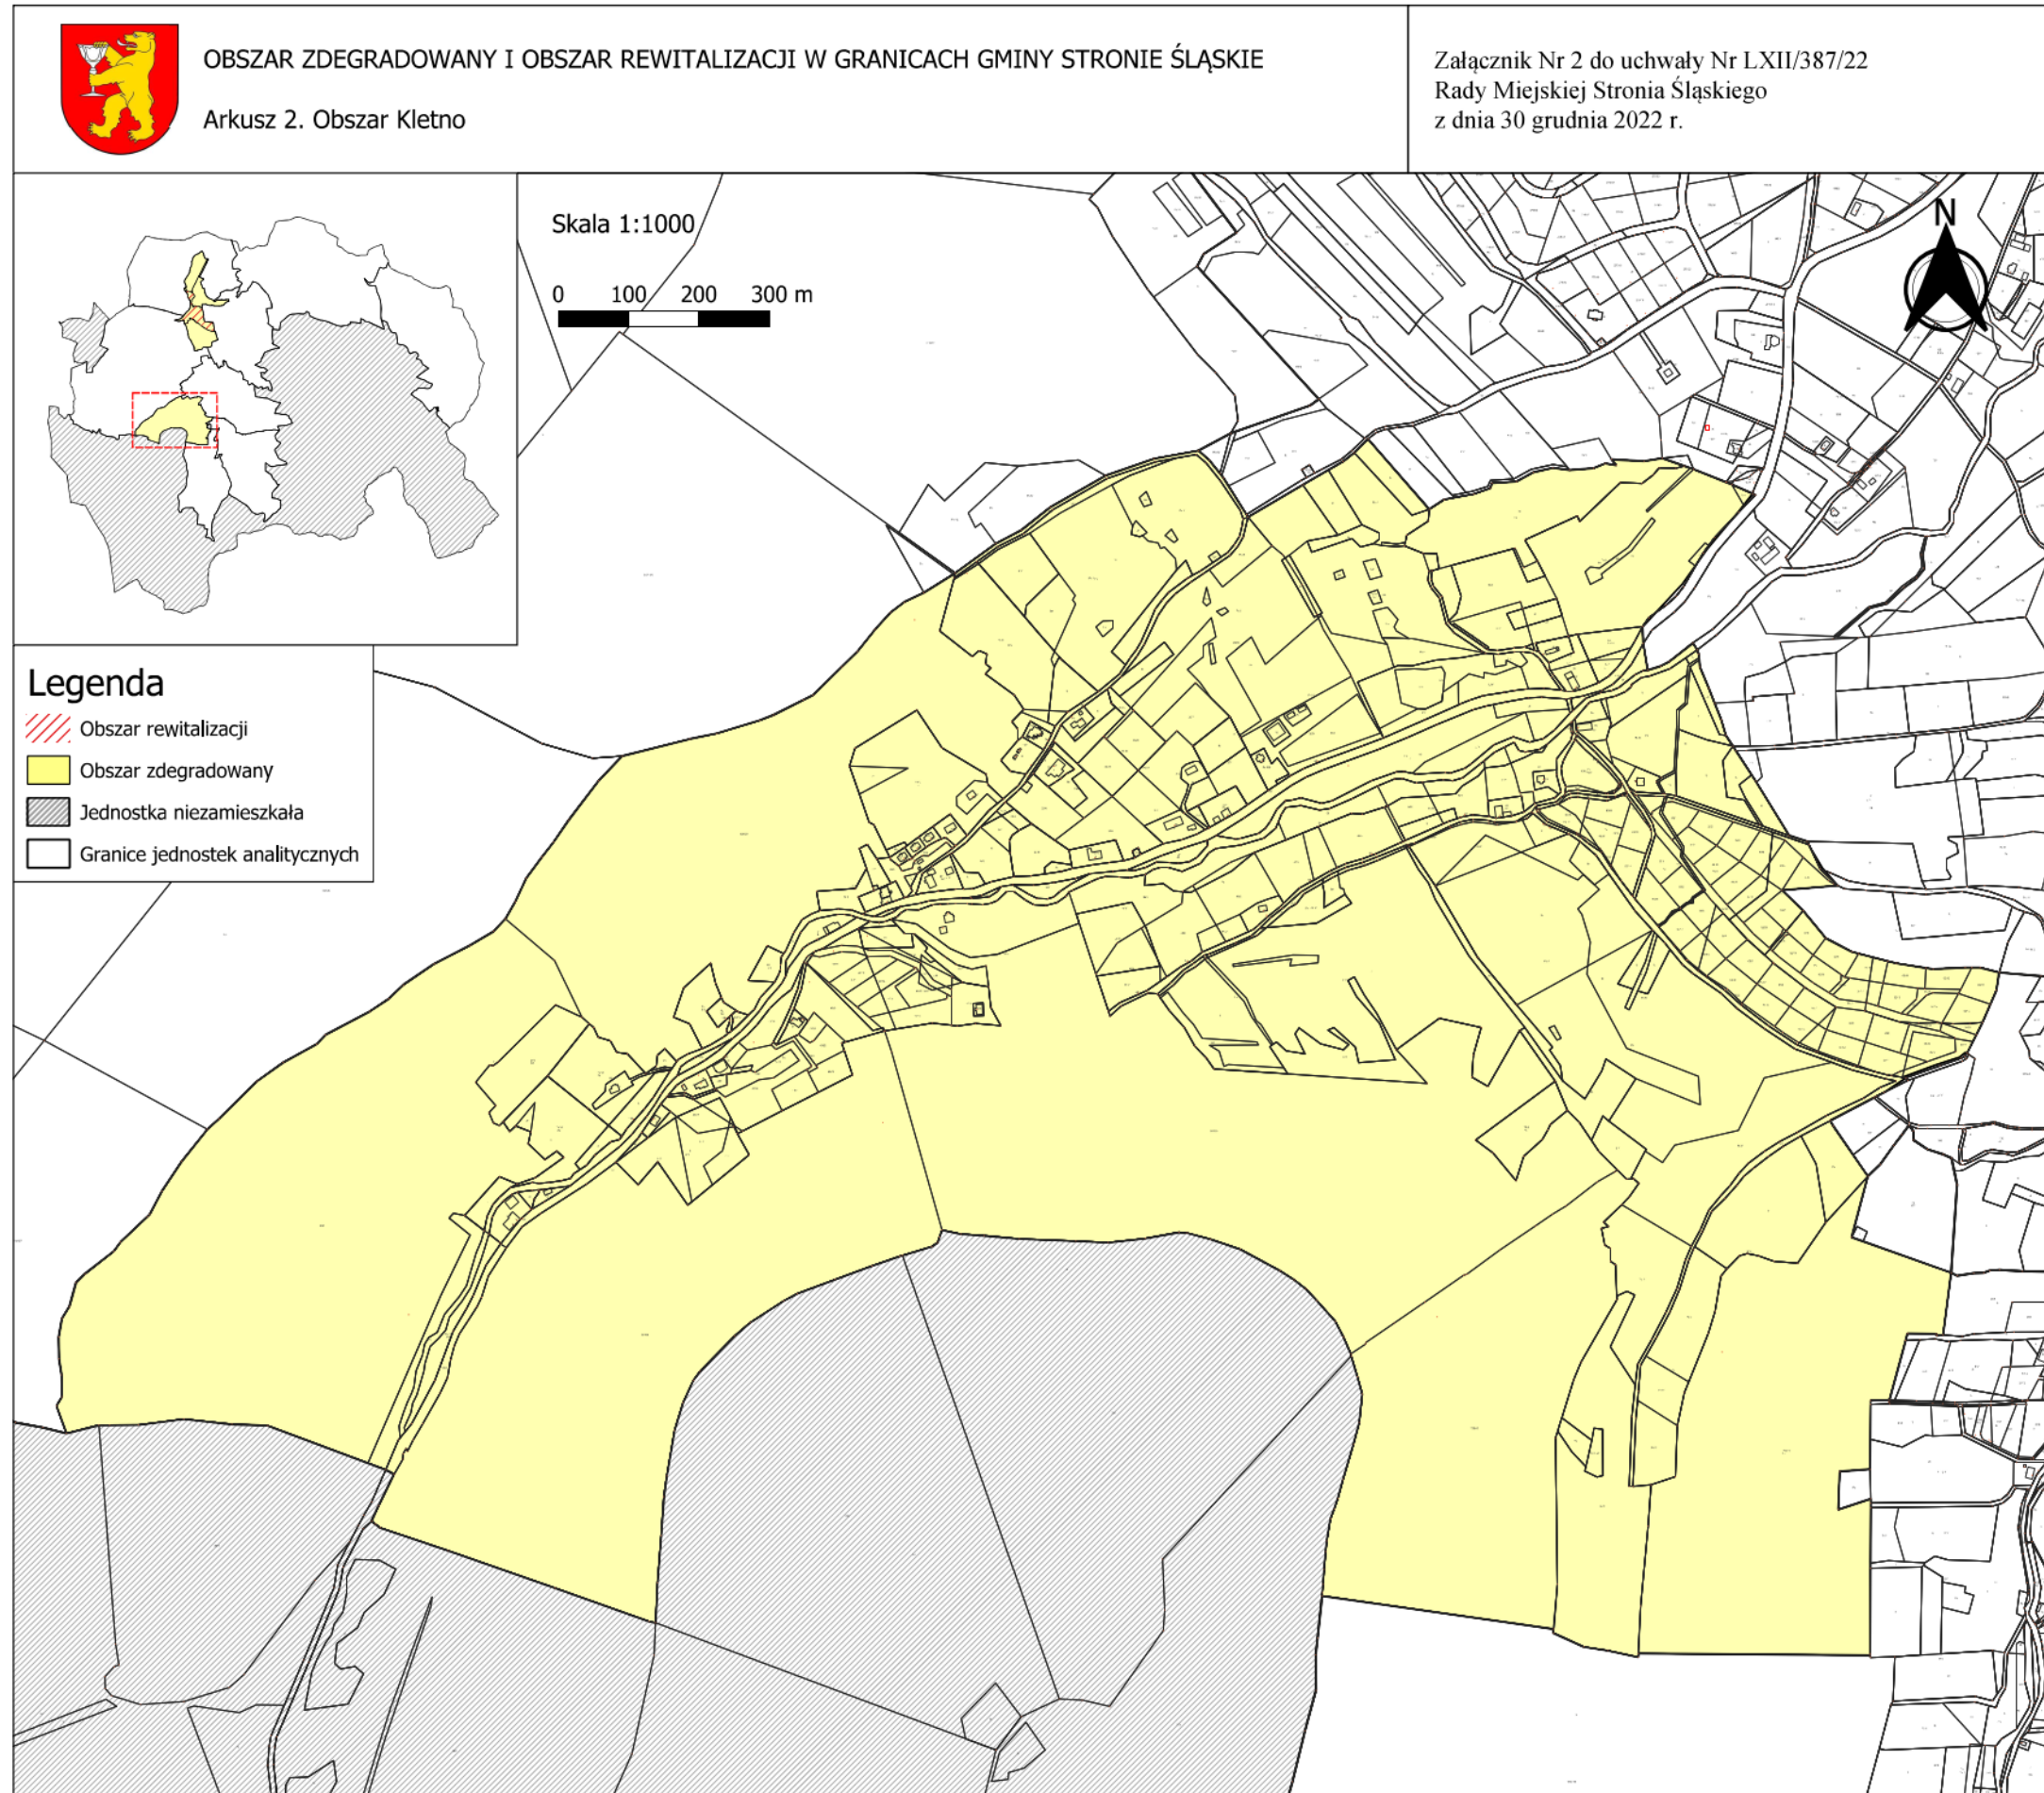 OBSZAR ZDEGRADOWANY I OBSZAR REWITALIZACJI W GRANICACH GMINY STRONIE ŚLĄSKIE
Arkusz 2. Obszar Kletno
Załącznik Nr 2 do uchwały Nr LXII/387/22
Rady Miejskiej Stronia Śląskiego
z dnia 30 grudnia 2022 r.
Skala 1:1000
0 100 200 300 m
N
Legenda
Obszar rewitalizacji
Obszar zdegradowany
Jednostka niezamieszkała
Granice jednostek analitycznych